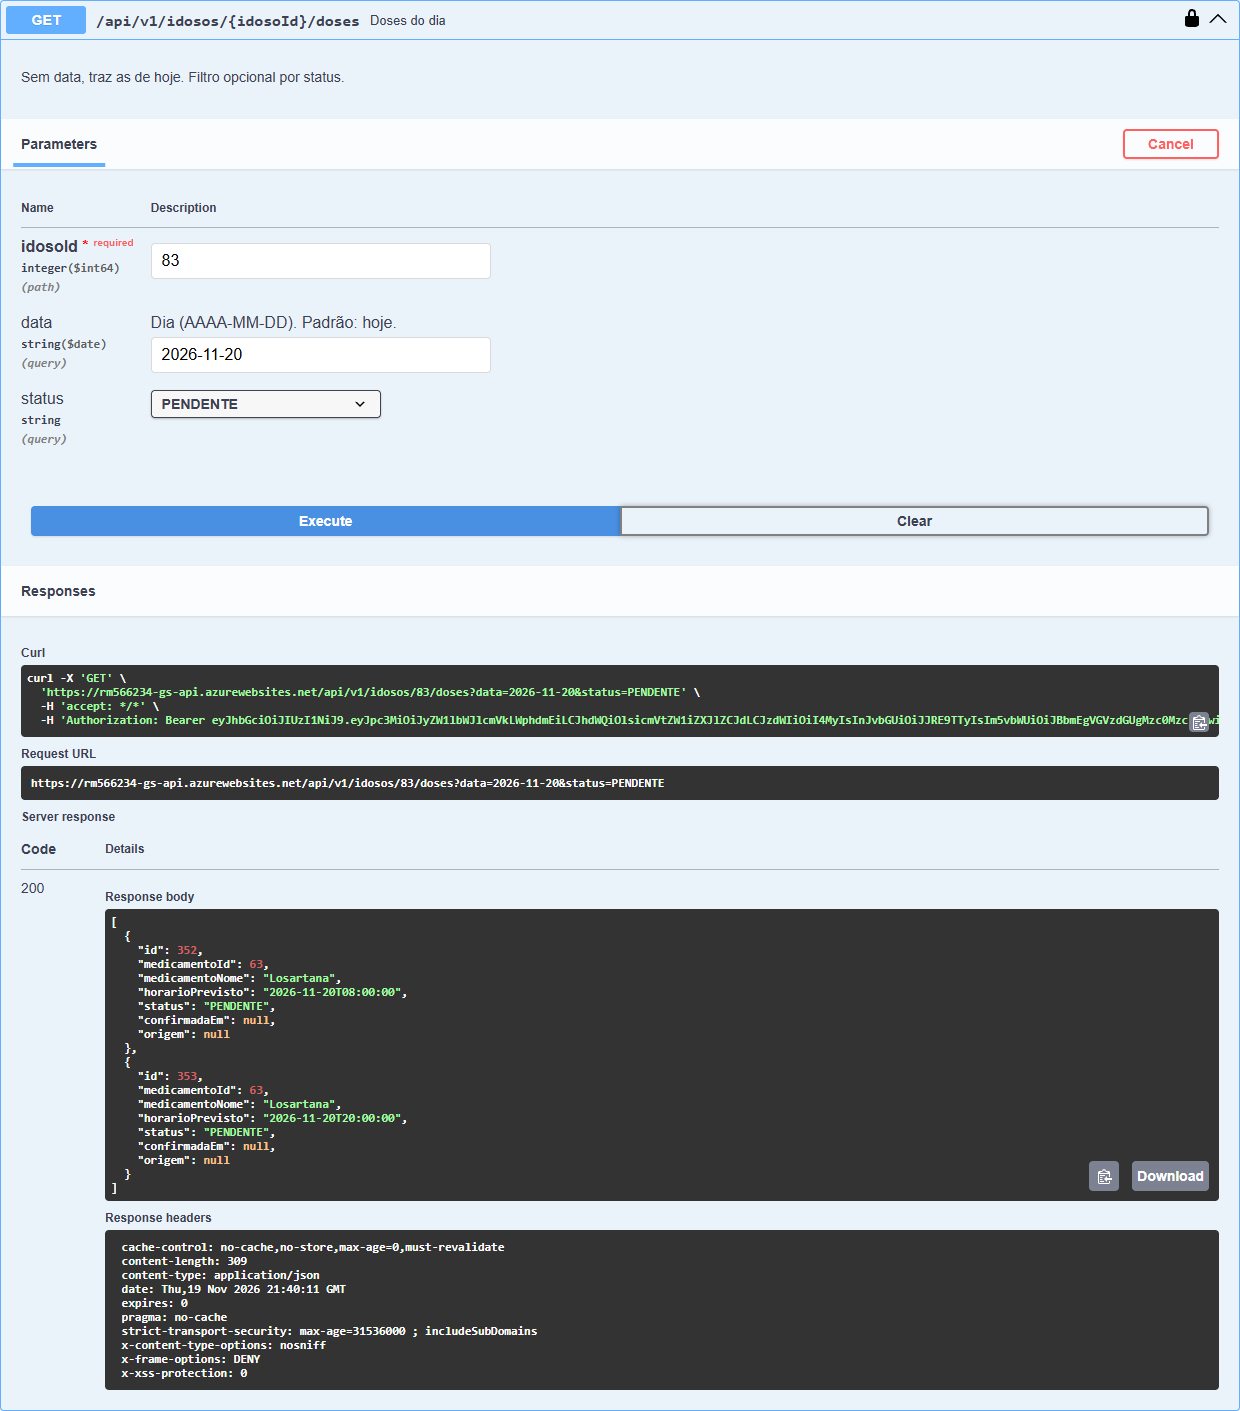 GET /api/v1/idosos/{idosoId}/doses Doses do dia
Sem data, traz as de hoje. Filtro opcional por status.
Parameters
Cancel
Name Description
idosoId * required
integer($int64)
(path)
83
data
string($date)
(query)
Dia (AAAA-MM-DD). Padrão: hoje.
2026-11-20
status
string
(query)
PENDENTE
Execute Clear
Responses
Curl
curl -X 'GET' \
'https://rm566234-gs-api.azurewebsites.net/api/v1/idosos/83/doses?data=2026-11-20&status=PENDENTE' \
-H 'accept: */*' \
-H 'Authorization: Bearer
Request URL
https://rm566234-gs-api.azurewebsites.net/api/v1/idosos/83/doses?data=2026-11-20&status=PENDENTE
Server response
Code Details
200
Response body
[
{
"id": 352,
"medicamentoId": 63,
"medicamentoNome": "Losartana",
"horarioPrevisto": "2026-11-20T08:00:00",
"status": "PENDENTE",
"confirmadaEm": null,
"origem": null
},
{
"id": 353,
"medicamentoId": 63,
"medicamentoNome": "Losartana",
"horarioPrevisto": "2026-11-20T20:00:00",
"status": "PENDENTE",
"confirmadaEm": null,
"origem": null
}
]
Download
Response headers
cache-control: no-cache,no-store,max-age=0,must-revalidate
content-length: 309
content-type: application/json
date: Thu,19 Nov 2026 21:40:11 GMT
expires: 0
pragma: no-cache
strict-transport-security: max-age=31536000 ; includeSubDomains
x-content-type-options: nosniff
x-frame-options: DENY
x-xss-protection: 0